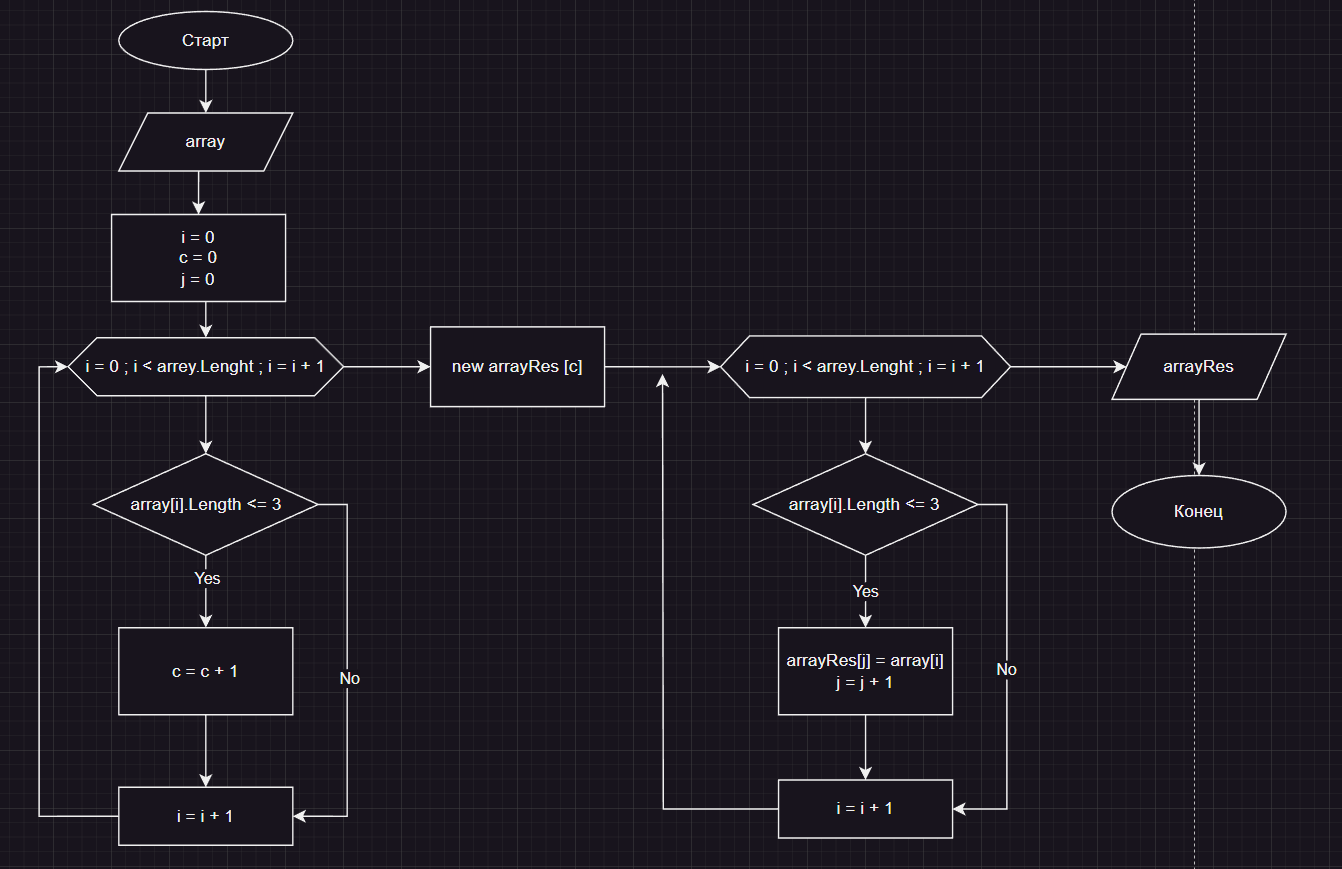 Старт
array
i = 0
c = 0
j = 0
i = 0 ; i < arrey.Lenght ; i = i + 1
array[i].Length <= 3
Yes
c = c + 1
No
i = i + 1
new arrayRes [c]
i = 0 ; i < arrey.Lenght ; i = i + 1
array[i].Length <= 3
Yes
arrayRes[j] = array[i]
j = j + 1
No
i = i + 1
arrayRes
Конец